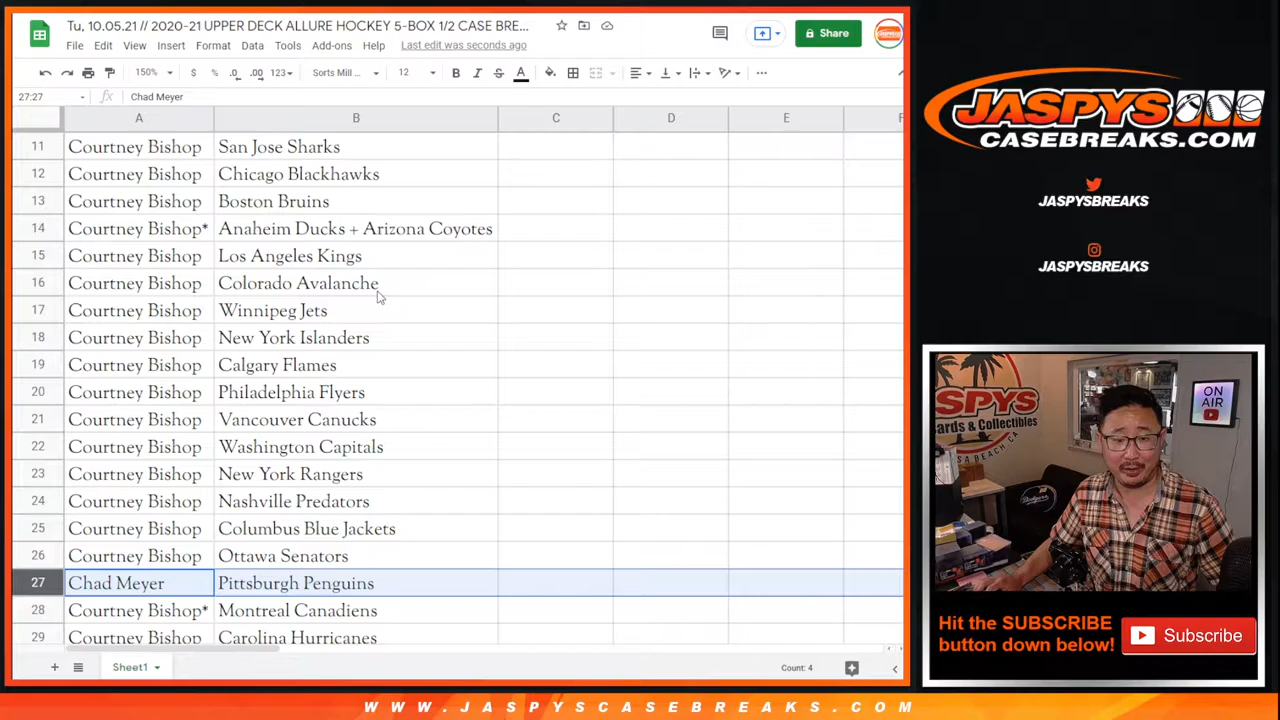 Tu, 10.05.21 // 2020-21 UPPER DECK ALLURE HOCKEY 5-BOX 1/2 CASE BRE...
File Edit View Insert Format Data Tools Add-ons Help Last edit was seconds ago
Share
150% $ % .0 .00 123 Sorts Mill ... 12 B I S A
27:27 fx Chad Meyer
A B C D E F
11 Courtney Bishop San Jose Sharks
12 Courtney Bishop Chicago Blackhawks
13 Courtney Bishop Boston Bruins
14 Courtney Bishop* Anaheim Ducks + Arizona Coyotes
15 Courtney Bishop Los Angeles Kings
16 Courtney Bishop Colorado Avalanche
17 Courtney Bishop Winnipeg Jets
18 Courtney Bishop New York Islanders
19 Courtney Bishop Calgary Flames
20 Courtney Bishop Philadelphia Flyers
21 Courtney Bishop Vancouver Canucks
22 Courtney Bishop Washington Capitals
23 Courtney Bishop New York Rangers
24 Courtney Bishop Nashville Predators
25 Courtney Bishop Columbus Blue Jackets
26 Courtney Bishop Ottawa Senators
27 Chad Meyer Pittsburgh Penguins
28 Courtney Bishop* Montreal Canadiens
29 Courtney Bishop Carolina Hurricanes
Sheet1
Count: 4
JASPYS
CASEBREAKS.COM
JASPYSBREAKS
JASPYSBREAKS
ON
AIR
Dodgers
Hit the SUBSCRIBE
button down below!
Subscribe
WWW.JASPYSCASEBREAKS.COM